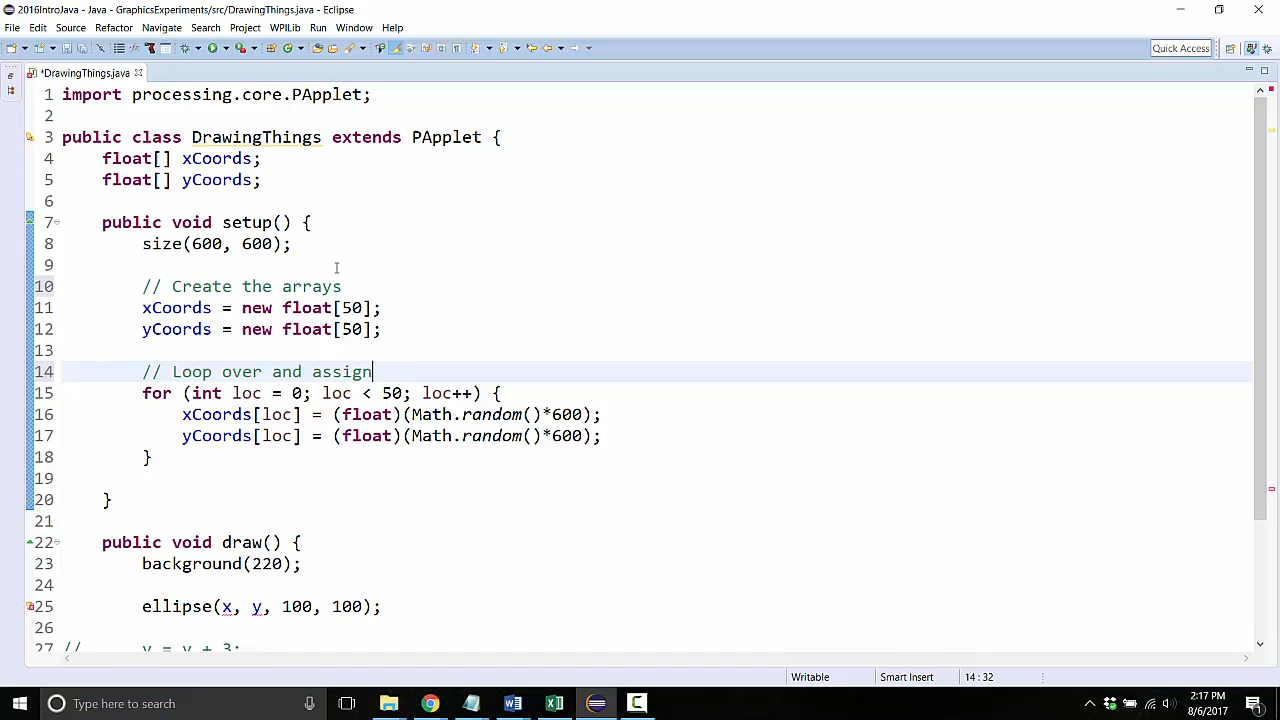 2016IntroJava - Java - GraphicsExperiments/src/DrawingThings.java - Eclipse
File Edit Source Refactor Navigate Search Project WPILib Run Window Help
Quick Access
*DrawingThings.java
1 import processing.core.PApplet;
2
3 public class DrawingThings extends PApplet {
4 float[] xCoords;
5 float[] yCoords;
6
7 public void setup() {
8 size(600, 600);
9
10 // Create the arrays
11 xCoords = new float[50];
12 yCoords = new float[50];
13
14 // Loop over and assign
15 for (int loc = 0; loc < 50; loc++) {
16 xCoords[loc] = (float)(Math.random()*600);
17 yCoords[loc] = (float)(Math.random()*600);
18 }
19
20 }
21
22 public void draw() {
23 background(220);
24
25 ellipse(x, y, 100, 100);
26
27 // y = y + 3;
Writable Smart Insert 14 : 32
Type here to search
2:17 PM
8/6/2017